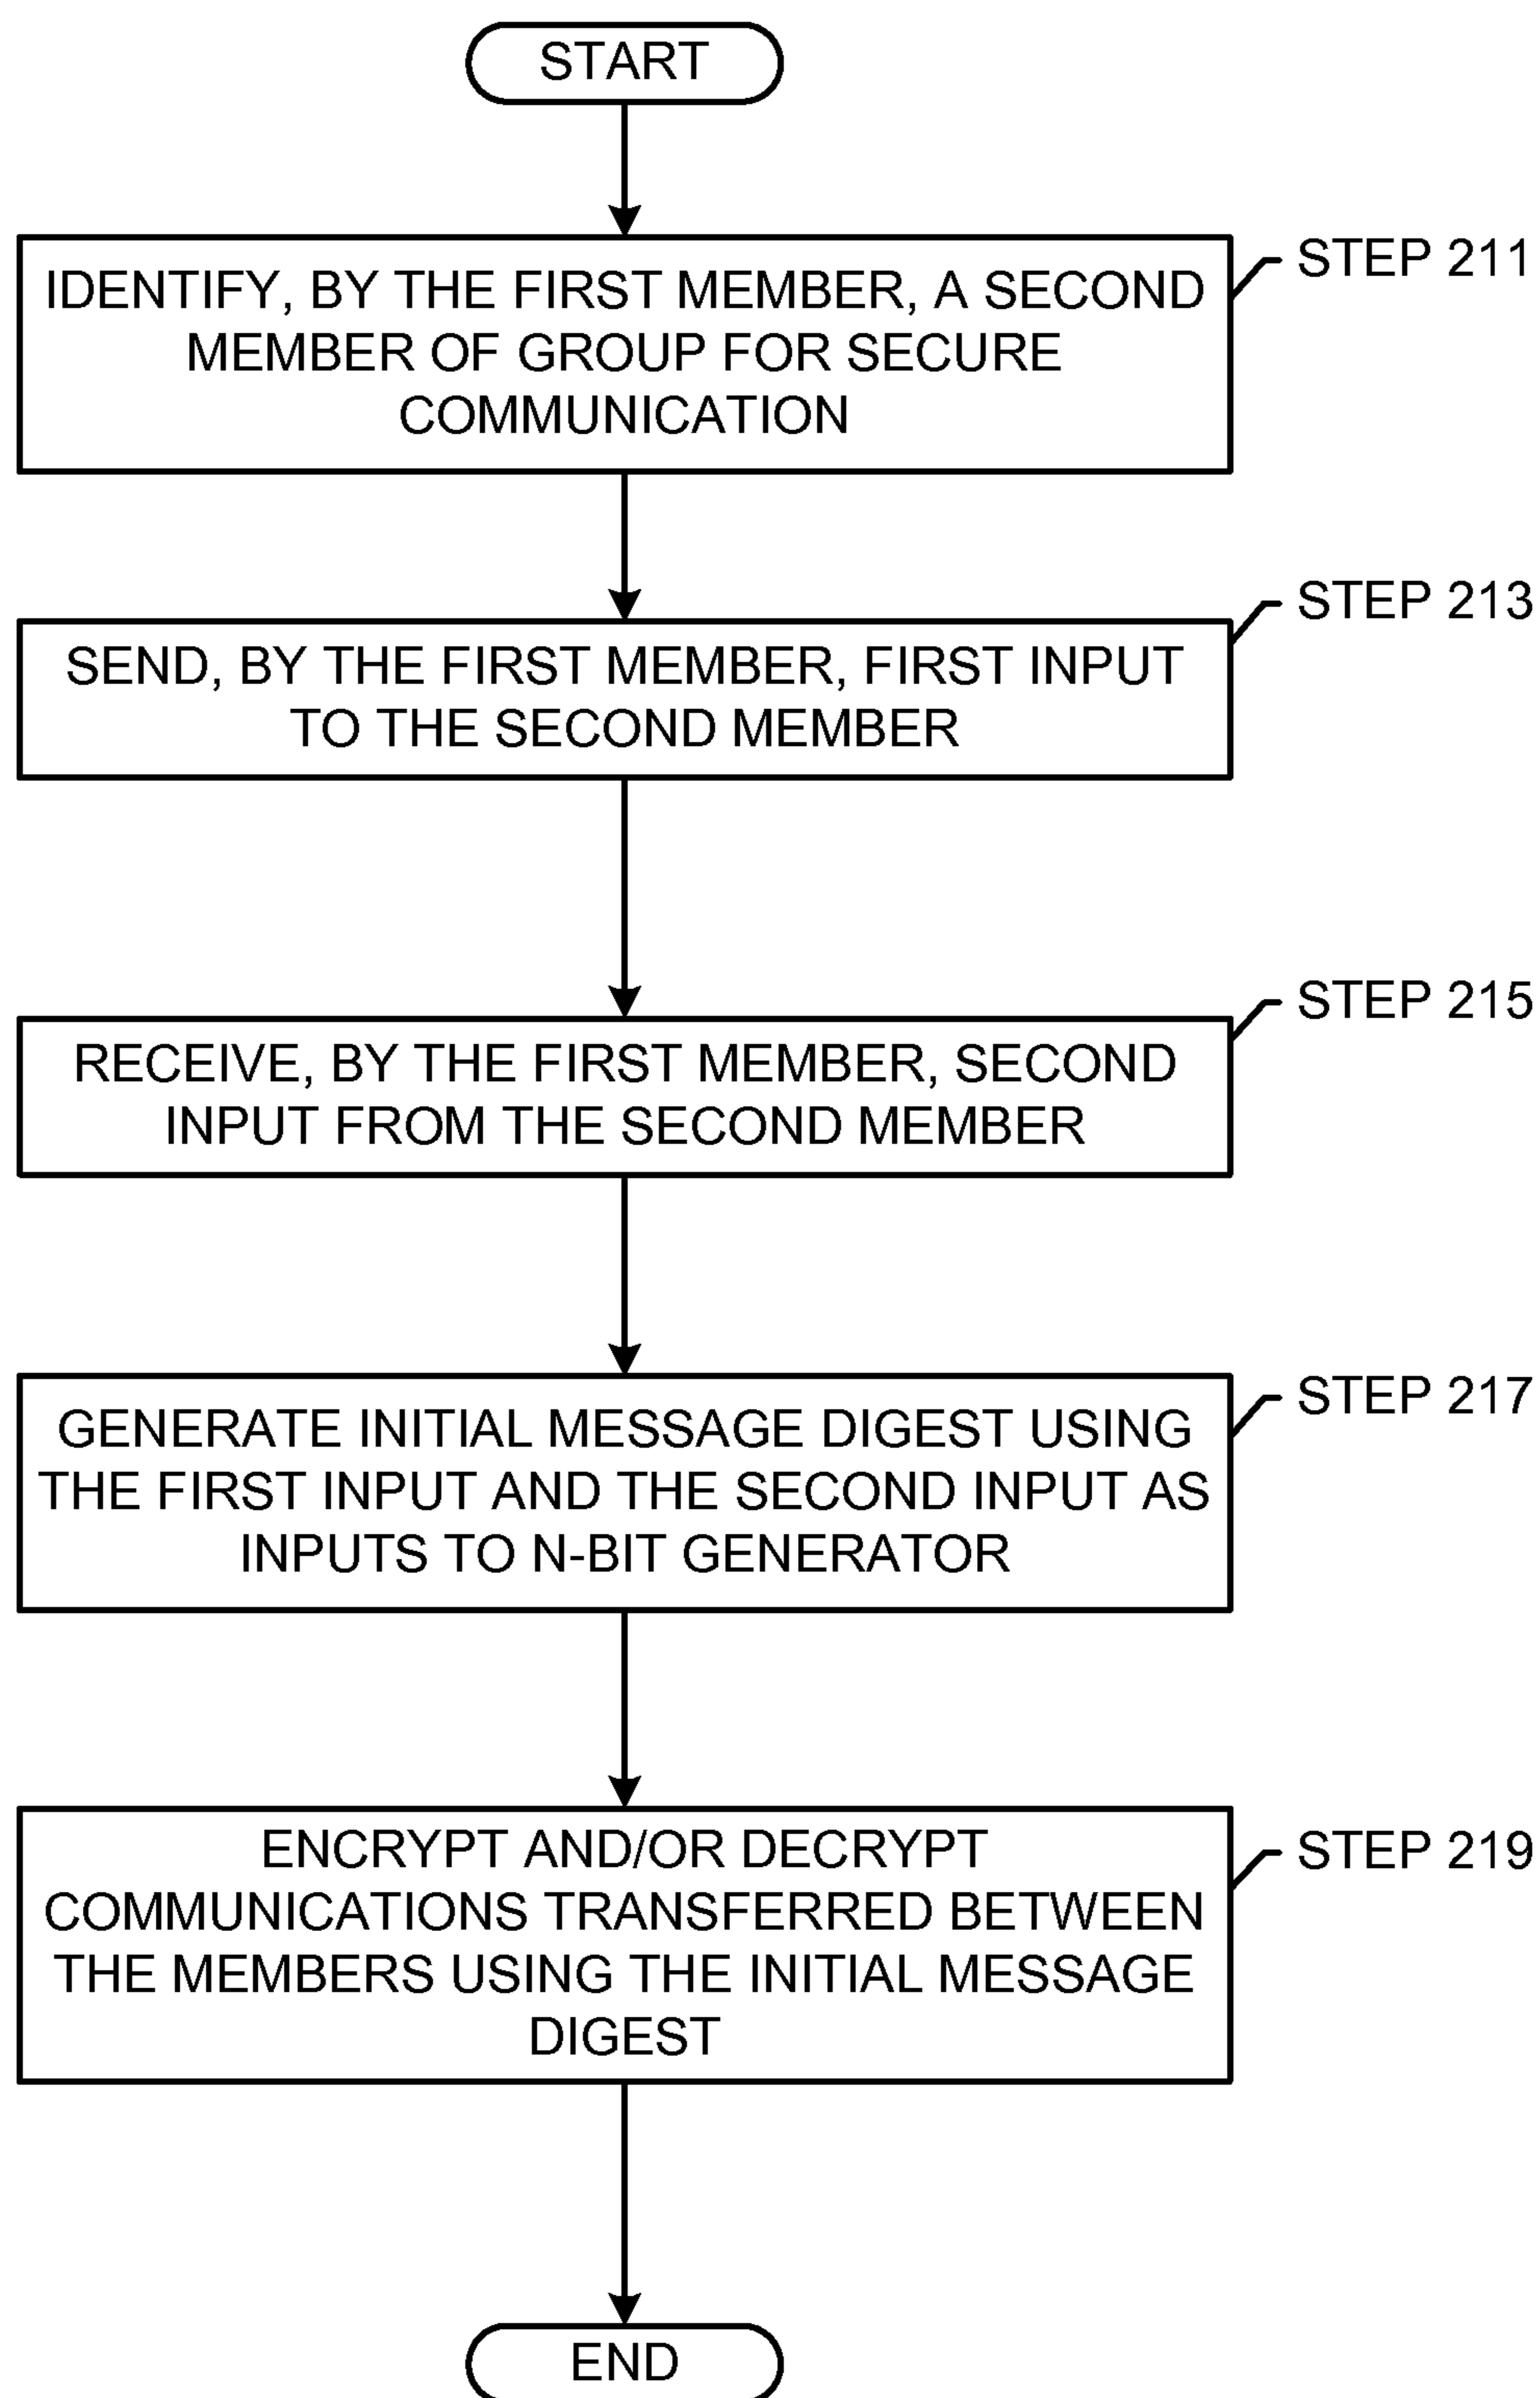 START
IDENTIFY, BY THE FIRST MEMBER, A SECOND
MEMBER OF GROUP FOR SECURE
COMMUNICATION
STEP 211
SEND, BY THE FIRST MEMBER, FIRST INPUT
TO THE SECOND MEMBER
STEP 213
RECEIVE, BY THE FIRST MEMBER, SECOND
INPUT FROM THE SECOND MEMBER
STEP 215
GENERATE INITIAL MESSAGE DIGEST USING
THE FIRST INPUT AND THE SECOND INPUT AS
INPUTS TO N-BIT GENERATOR
STEP 217
ENCRYPT AND/OR DECRYPT
COMMUNICATIONS TRANSFERRED BETWEEN
THE MEMBERS USING THE INITIAL MESSAGE
DIGEST
STEP 219
END